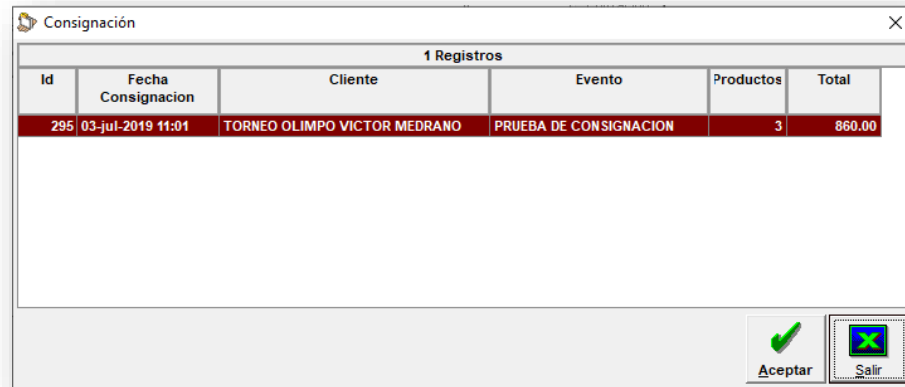 Consignación
1 Registros
Id Fecha Consignacion Cliente Evento Productos Total
295 03-jul-2019 11:01 TORNEO OLIMPO VICTOR MEDRANO PRUEBA DE CONSIGNACION 3 860.00
Aceptar Salir